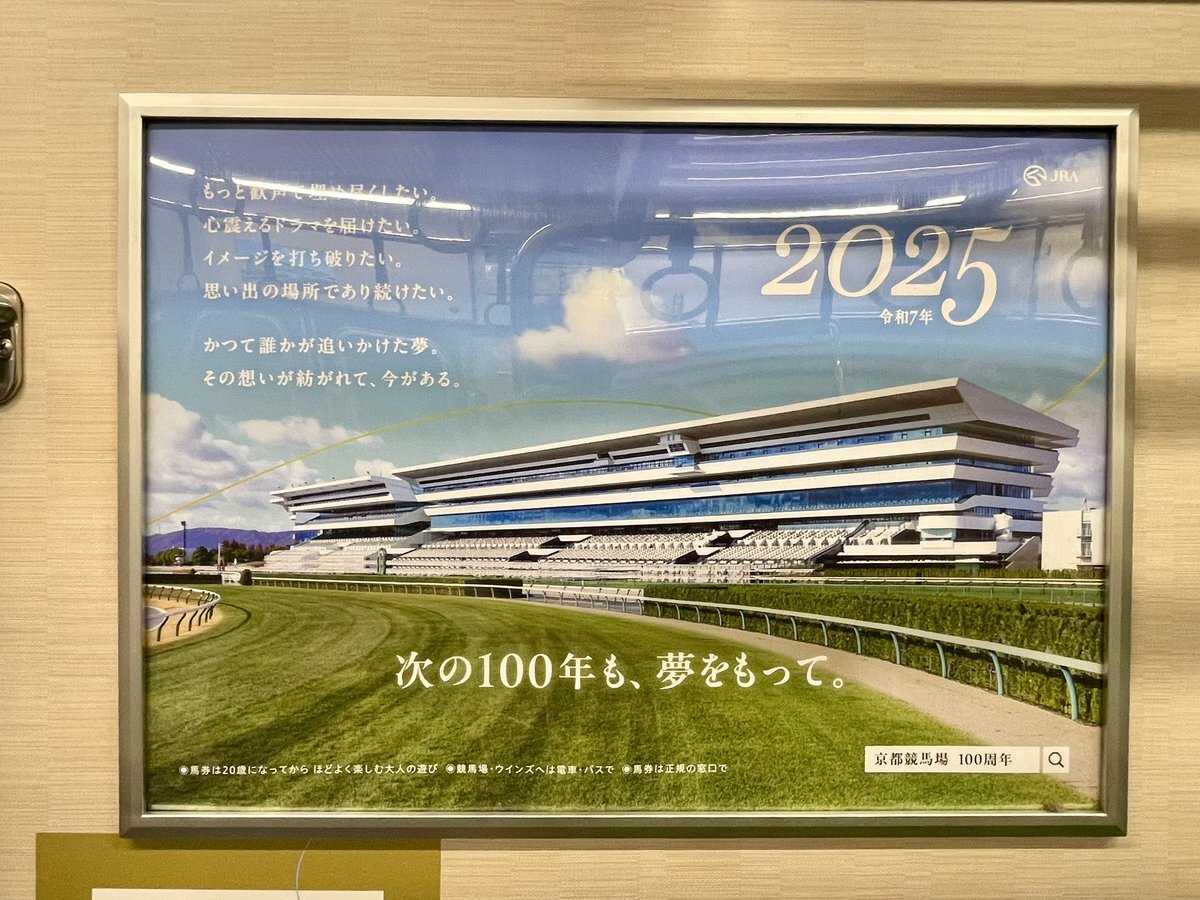 もっと歓声で埋め尽くしたい。
心震えるドラマを届けたい。
イメージを打ち破りたい。
思い出の場所であり続けたい。
かつて誰かが追いかけた夢。
その想いが紡がれて、今がある。
JRA
2025
令和7年
次の100年も、夢をもって。
◉馬券は20歳になってから ほどよく楽しむ大人の遊び ◉競馬場・ウインズへは電車・バスで ◉馬券は正規の窓口で
京都競馬場 100周年